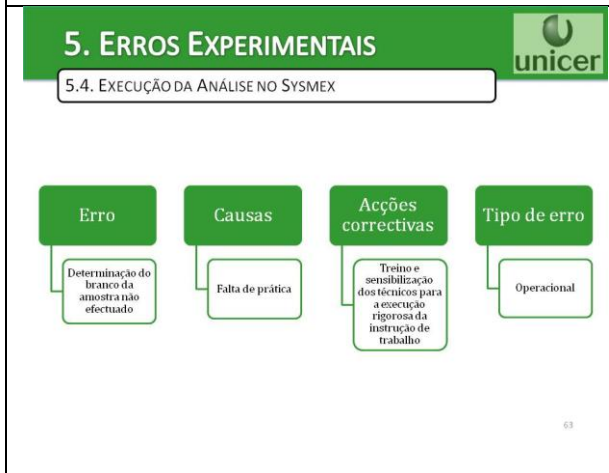 5. ERROS EXPERIMENTAIS
unicer
5.4. EXECUÇÃO DA ANÁLISE NO SYSMEX
Erro
Determinação do
branco da
amostra não
efectuado
Causas
Falta de prática
Acções
correctivas
Treino e
sensibilização
dos técnicos para
a execução
rigorosa da
instrução de
trabalho
Tipo de erro
Operacional
63